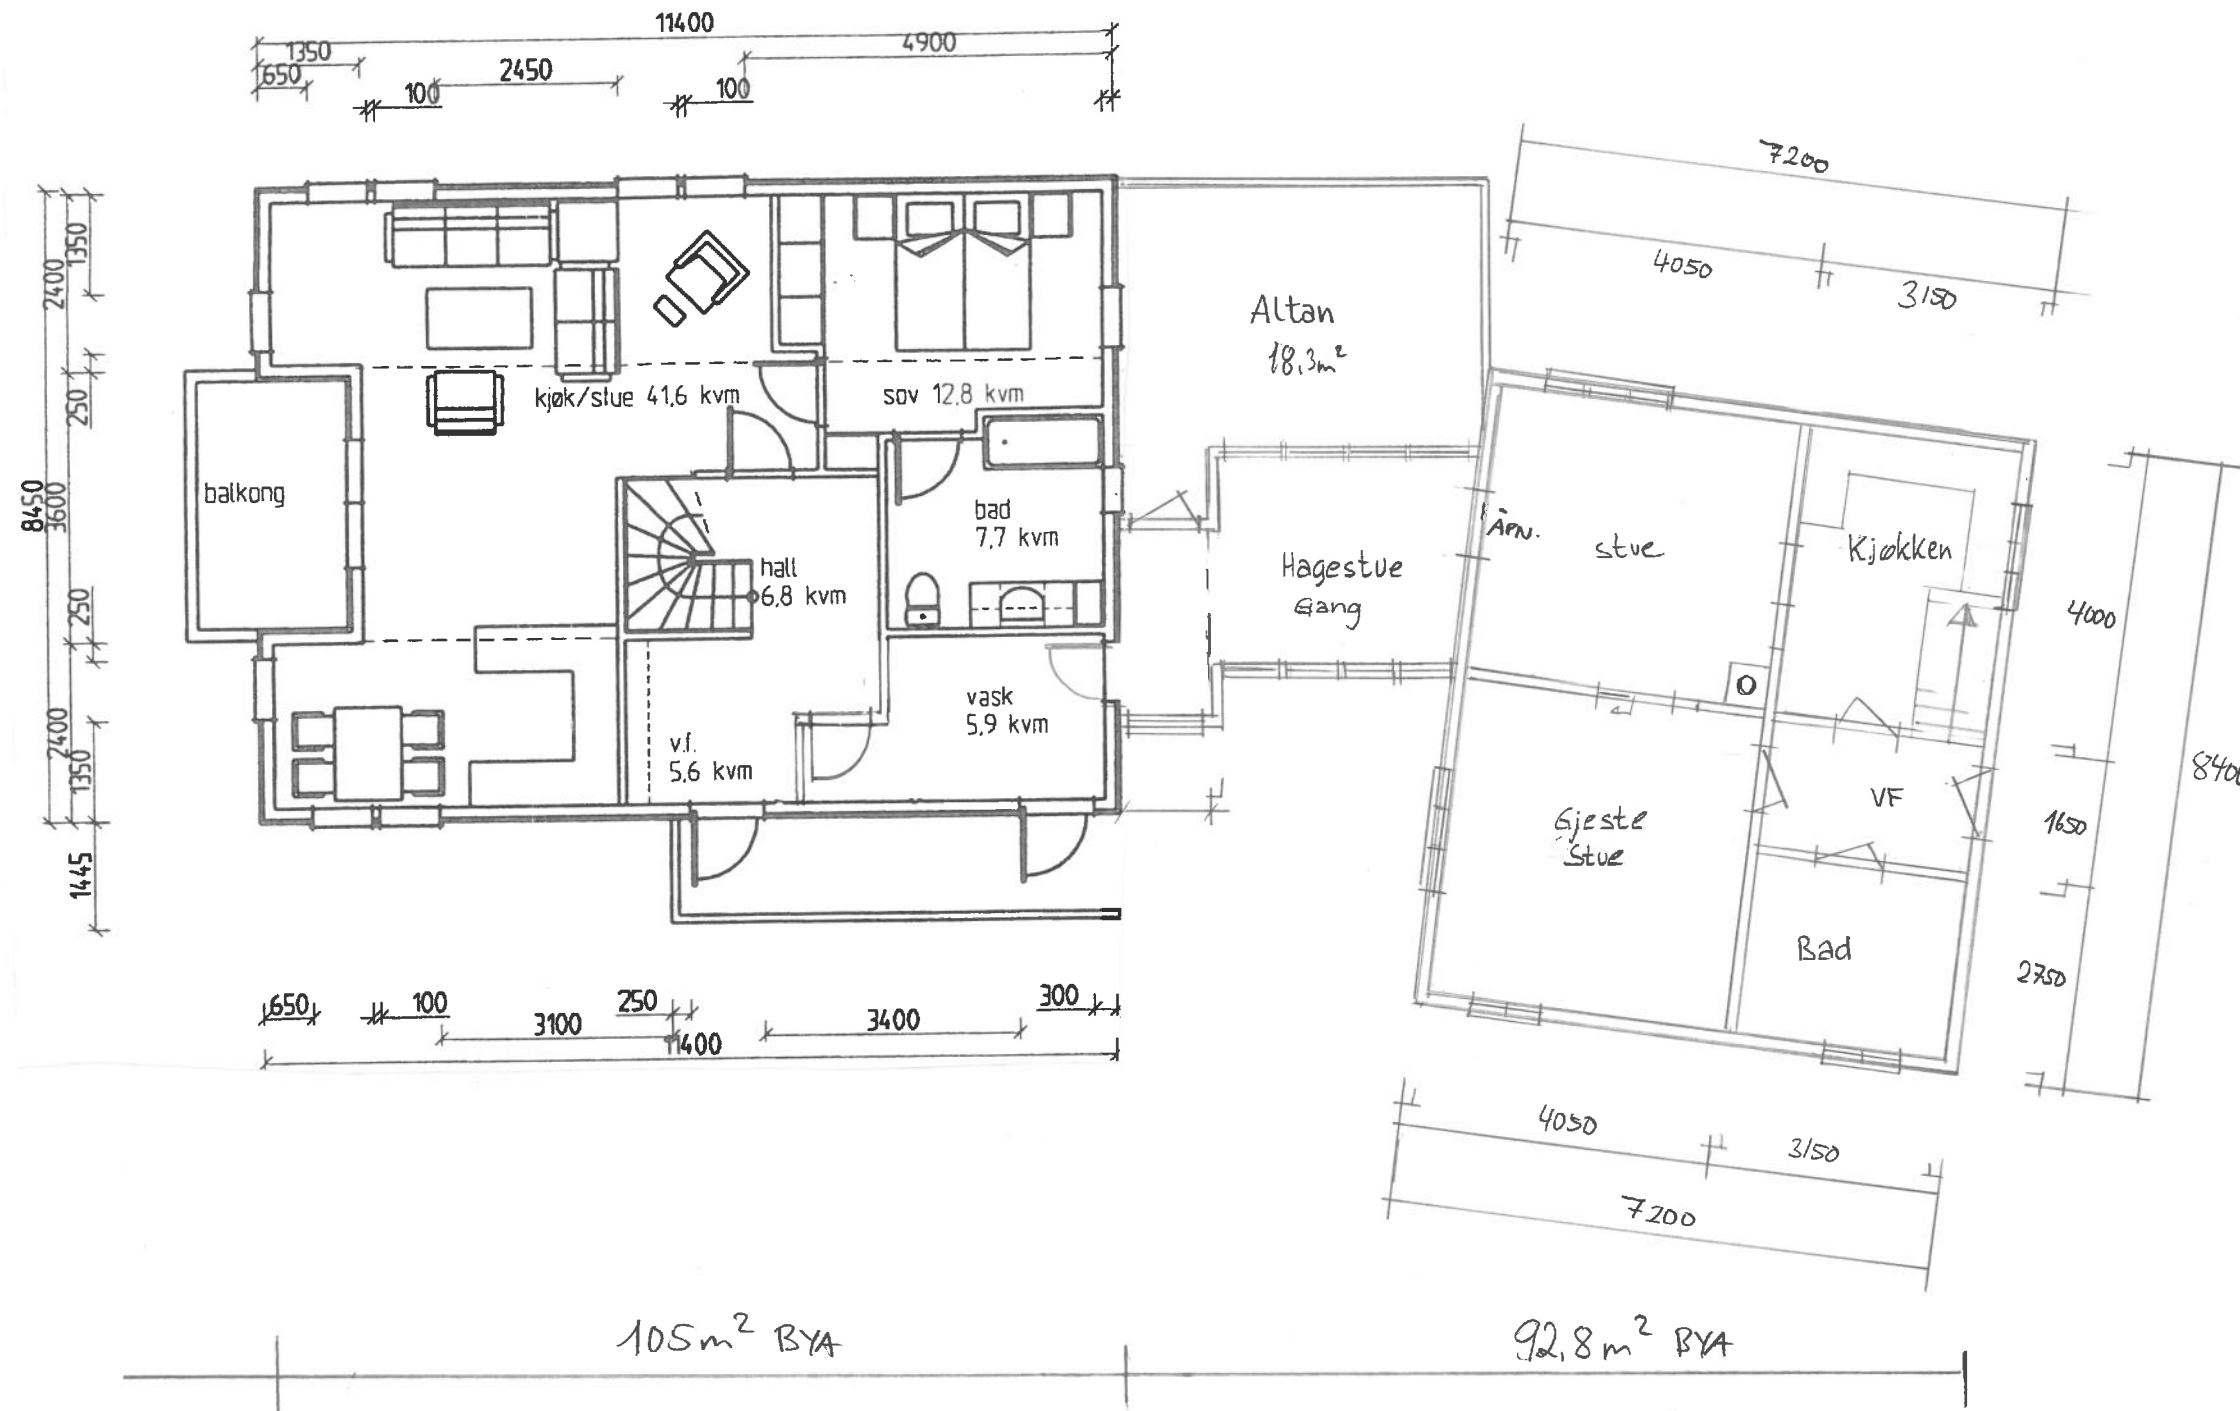 11400
1350
4900
650
2450
100
100
7200
4050
3150
1350
2400
250
8450
3600
250
2400
1350
1445
Altan
18,3m²
kjøk/stue 41,6 kvm
sov 12,8 kvm
balkong
bad
7,7 kvm
hall
6,8 kvm
Hagestue
Gang
ÅPN.
stue
Kjøkken
4000
vask
5,9 kvm
v.f.
5,6 kvm
Gjeste
Stue
VF
8400
1650
Bad
2750
650
100
250
300
3100
3400
11400
4050
3150
7200
105m² BYA
92,8m² BYA